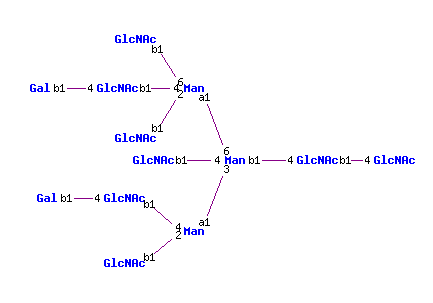 GlcNAc
b1
6
Gal b1 4 GlcNAc b1 4 Man
2 a1
b1
GlcNAc
6
GlcNAc b1 4 Man b1 4 GlcNAc b1 4 GlcNAc
3
Gal b1 4 GlcNAc
b1
a1
4
Man
2
b1
GlcNAc